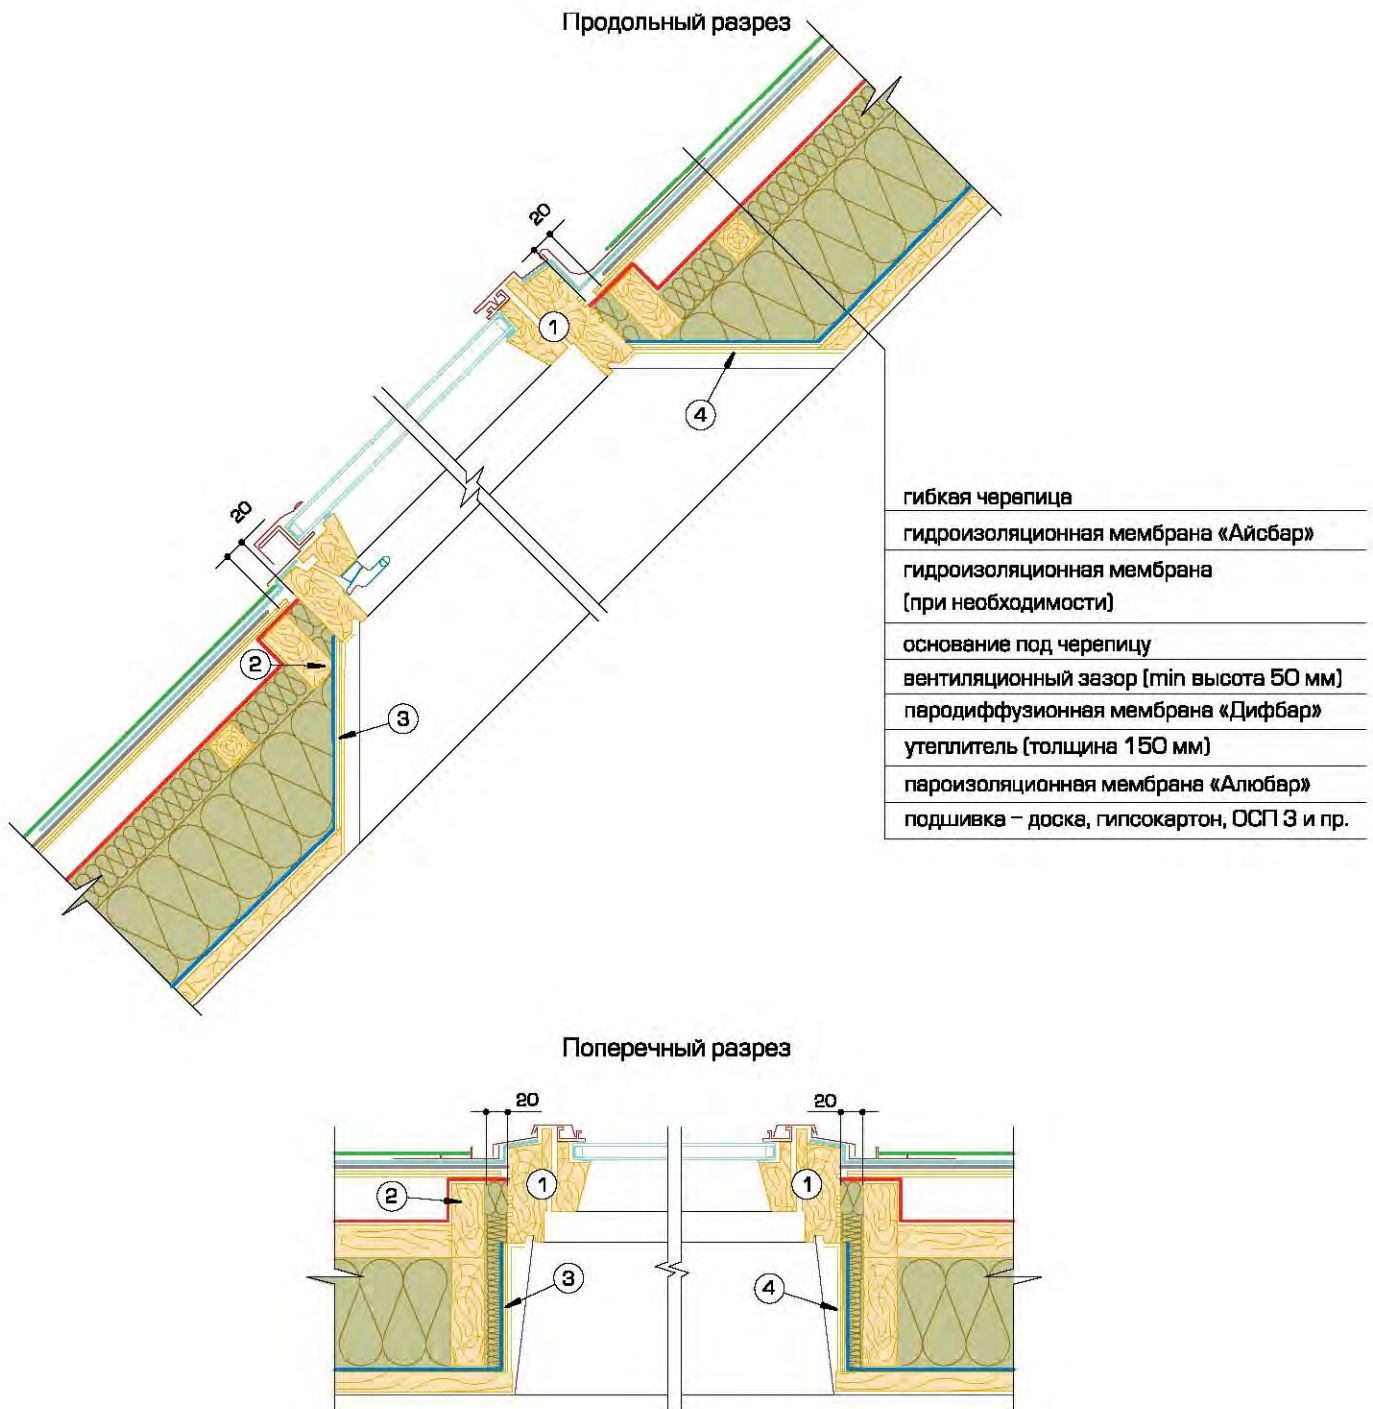 Продольный разрез
20
1
4
20
гибкая черепица
гидроизоляционная мембрана «Айсбар»
гидроизоляционная мембрана
(при необходимости)
основание под черепицу
2
вентиляционный зазор (min высота 50 мм)
3
пародиффузионная мембрана «Дифбар»
утеплитель (толщина 150 мм)
пароизоляционная мембрана «Алюбар»
подшивка – доска, гипсокартон, ОСП 3 и пр.
Поперечный разрез
20
20
2
1
1
3
4